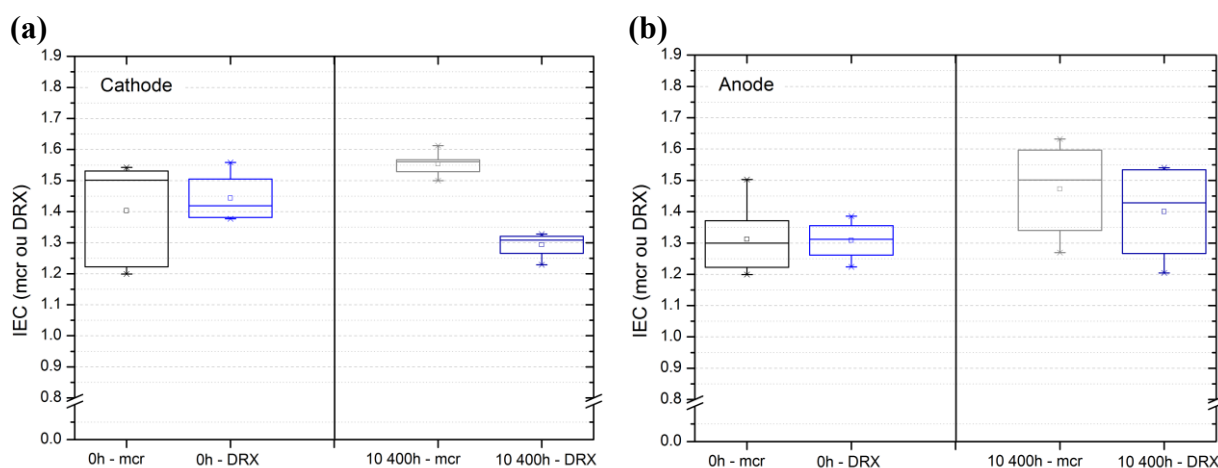 (a)
(b)
1.9
1.8
1.7
1.6
1.5
1.4
1.3
1.2
1.1
1.0
0.9
0.8
0.0
IEC (mcr ou DRX)
Cathode
0h - mcr
0h - DRX
10 400h - mcr
10 400h - DRX
1.9
1.8
1.7
1.6
1.5
1.4
1.3
1.2
1.1
1.0
0.9
0.8
0.0
IEC (mcr ou DRX)
Anode
0h - mcr
0h - DRX
10 400h - mcr
10 400h - DRX